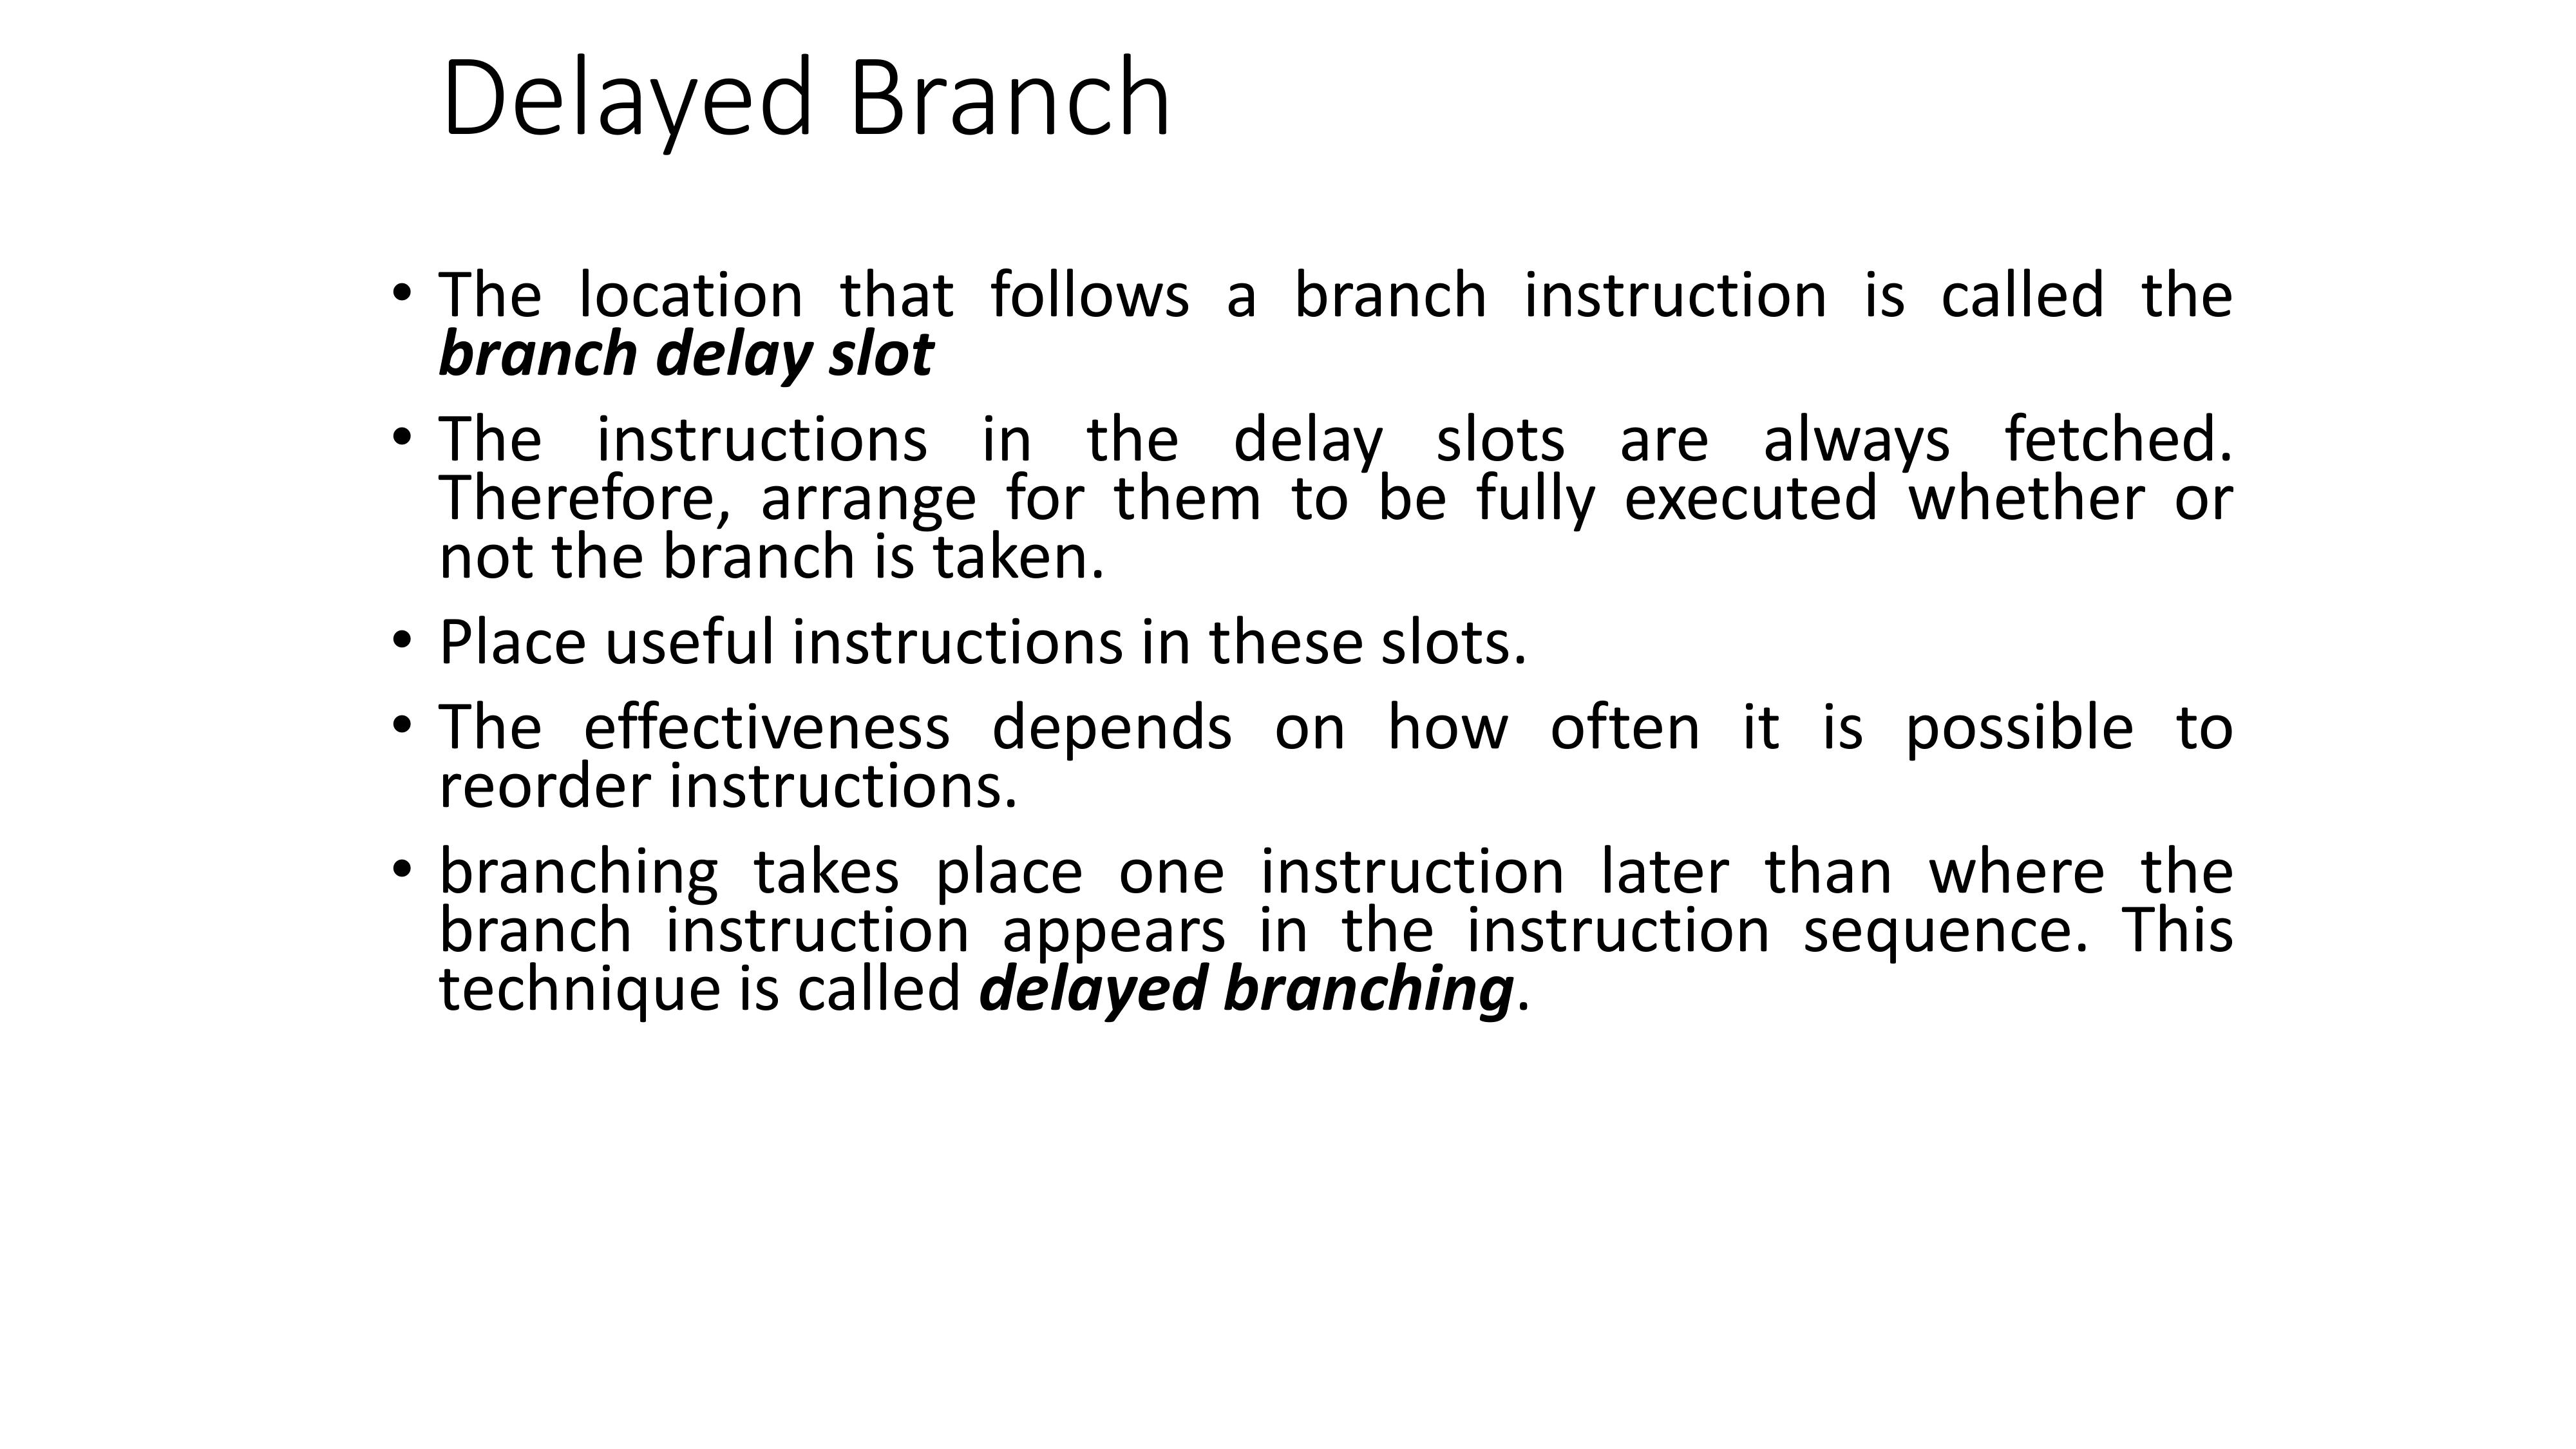 Delayed Branch
• The location that follows a branch instruction is called the
branch delay slot
• The instructions in the delay slots are always fetched.
Therefore, arrange for them to be fully executed whether or
not the branch is taken.
• Place useful instructions in these slots.
• The effectiveness depends on how often it is possible to
reorder instructions.
• branching takes place one instruction later than where the
branch instruction appears in the instruction sequence. This
technique is called delayed branching.